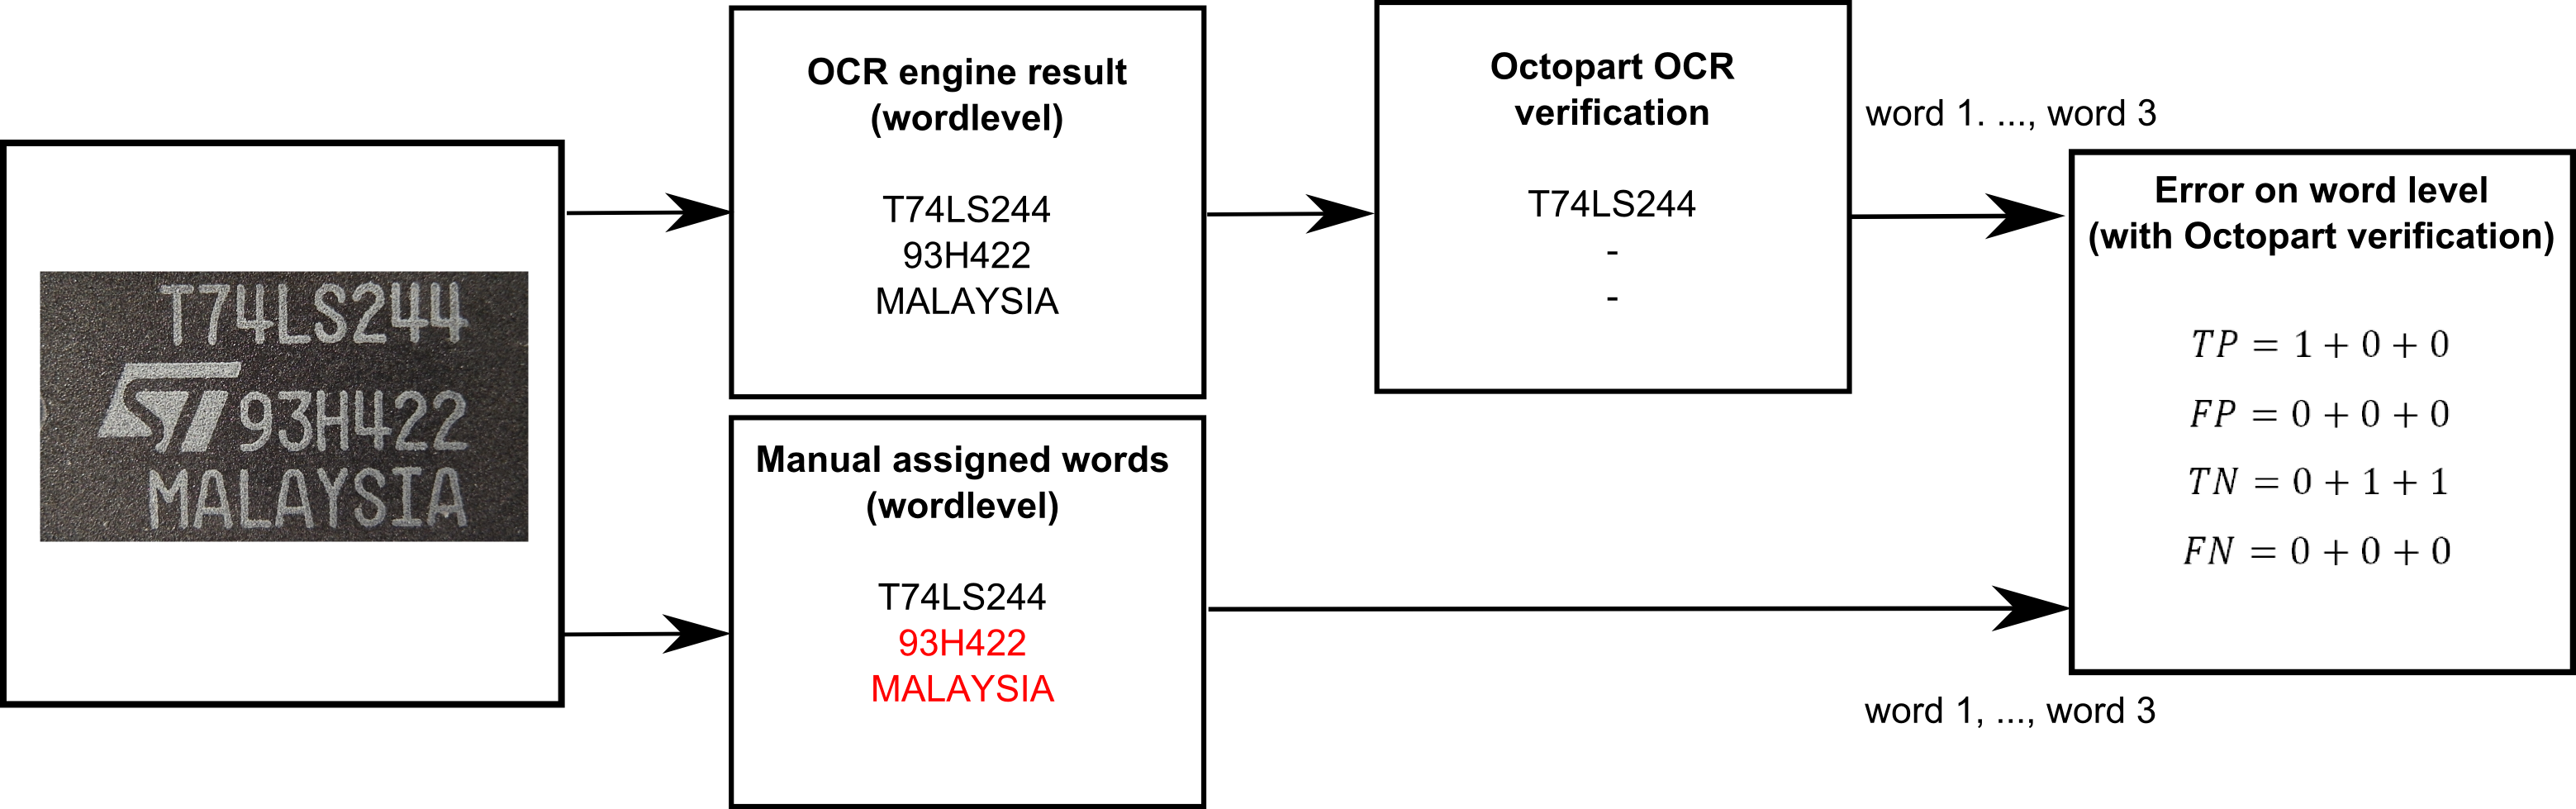 T74LS244
ST 93H422
MALAYSIA
OCR engine result
(wordlevel)
T74LS244
93H422
MALAYSIA
Manual assigned words
(wordlevel)
T74LS244
93H422
MALAYSIA
Octopart OCR
verification
T74LS244
-
-
word 1. ..., word 3
Error on word level
(with Octopart verification)
TP = 1 + 0 + 0
FP = 0 + 0 + 0
TN = 0 + 1 + 1
FN = 0 + 0 + 0
word 1, ..., word 3